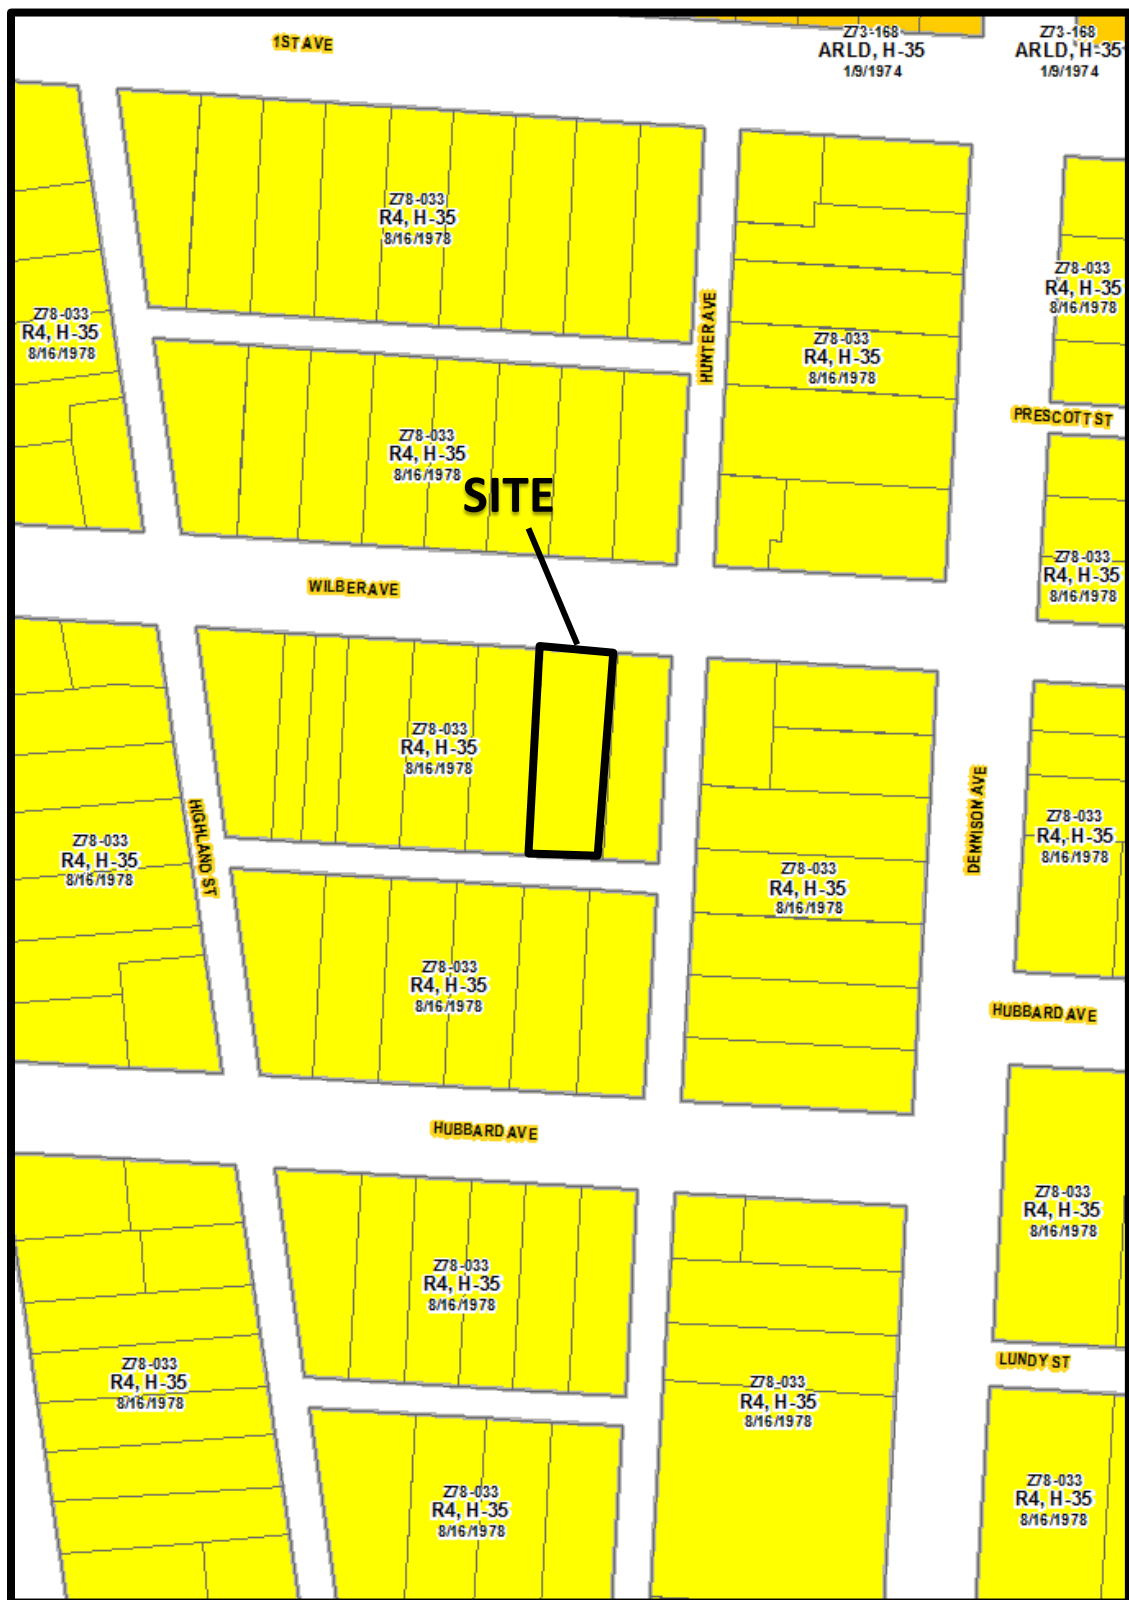 1ST AVE
Z73-168
ARLD, H-35
1/9/1974
Z73-168
ARLD, H-35
1/9/1974
Z78-033
R4, H-35
8/16/1978
Z78-033
R4, H-35
8/16/1978
Z78-033
R4, H-35
8/16/1978
HUNTER AVE
Z78-033
R4, H-35
8/16/1978
PRESCOTT ST
Z78-033
R4, H-35
8/16/1978
SITE
Z78-033
R4, H-35
8/16/1978
WILBER AVE
Z78-033
R4, H-35
8/16/1978
HIGHLAND ST
DENNISON AVE
Z78-033
R4, H-35
8/16/1978
Z78-033
R4, H-35
8/16/1978
Z78-033
R4, H-35
8/16/1978
Z78-033
R4, H-35
8/16/1978
HUBBARD AVE
HUBBARD AVE
Z78-033
R4, H-35
8/16/1978
Z78-033
R4, H-35
8/16/1978
LUNDY ST
Z78-033
R4, H-35
8/16/1978
Z78-033
R4, H-35
8/16/1978
Z78-033
R4, H-35
8/16/1978
Z78-033
R4, H-35
8/16/1978